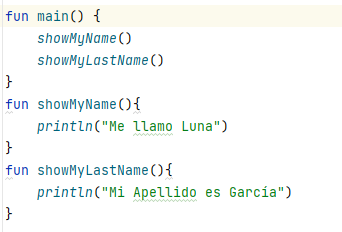 fun main() {
    showMyName()
    showMyLastName()
}
fun showMyName(){
    println("Me llamo Luna")
}
fun showMyLastName(){
    println("Mi Apellido es García")
}